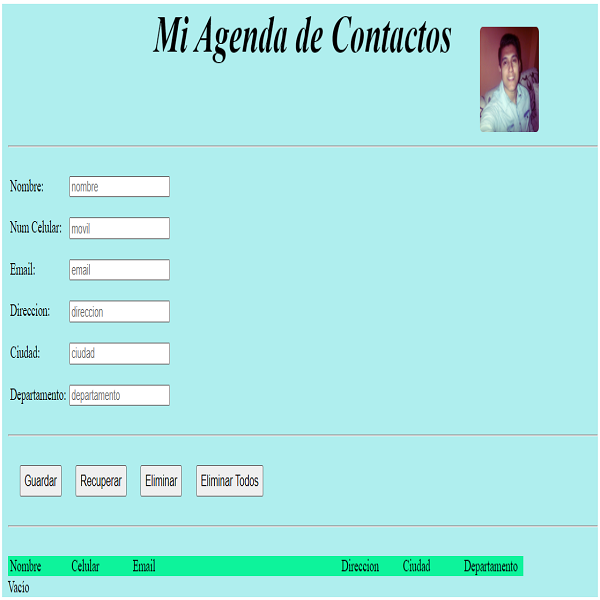 Mi Agenda de Contactos
Nombre: nombre
Num Celular: movil
Email: email
Direccion: direccion
Ciudad: ciudad
Departamento: departamento
Guardar Recuperar Eliminar Eliminar Todos
Nombre Celular Email Direccion Ciudad Departamento
Vacío